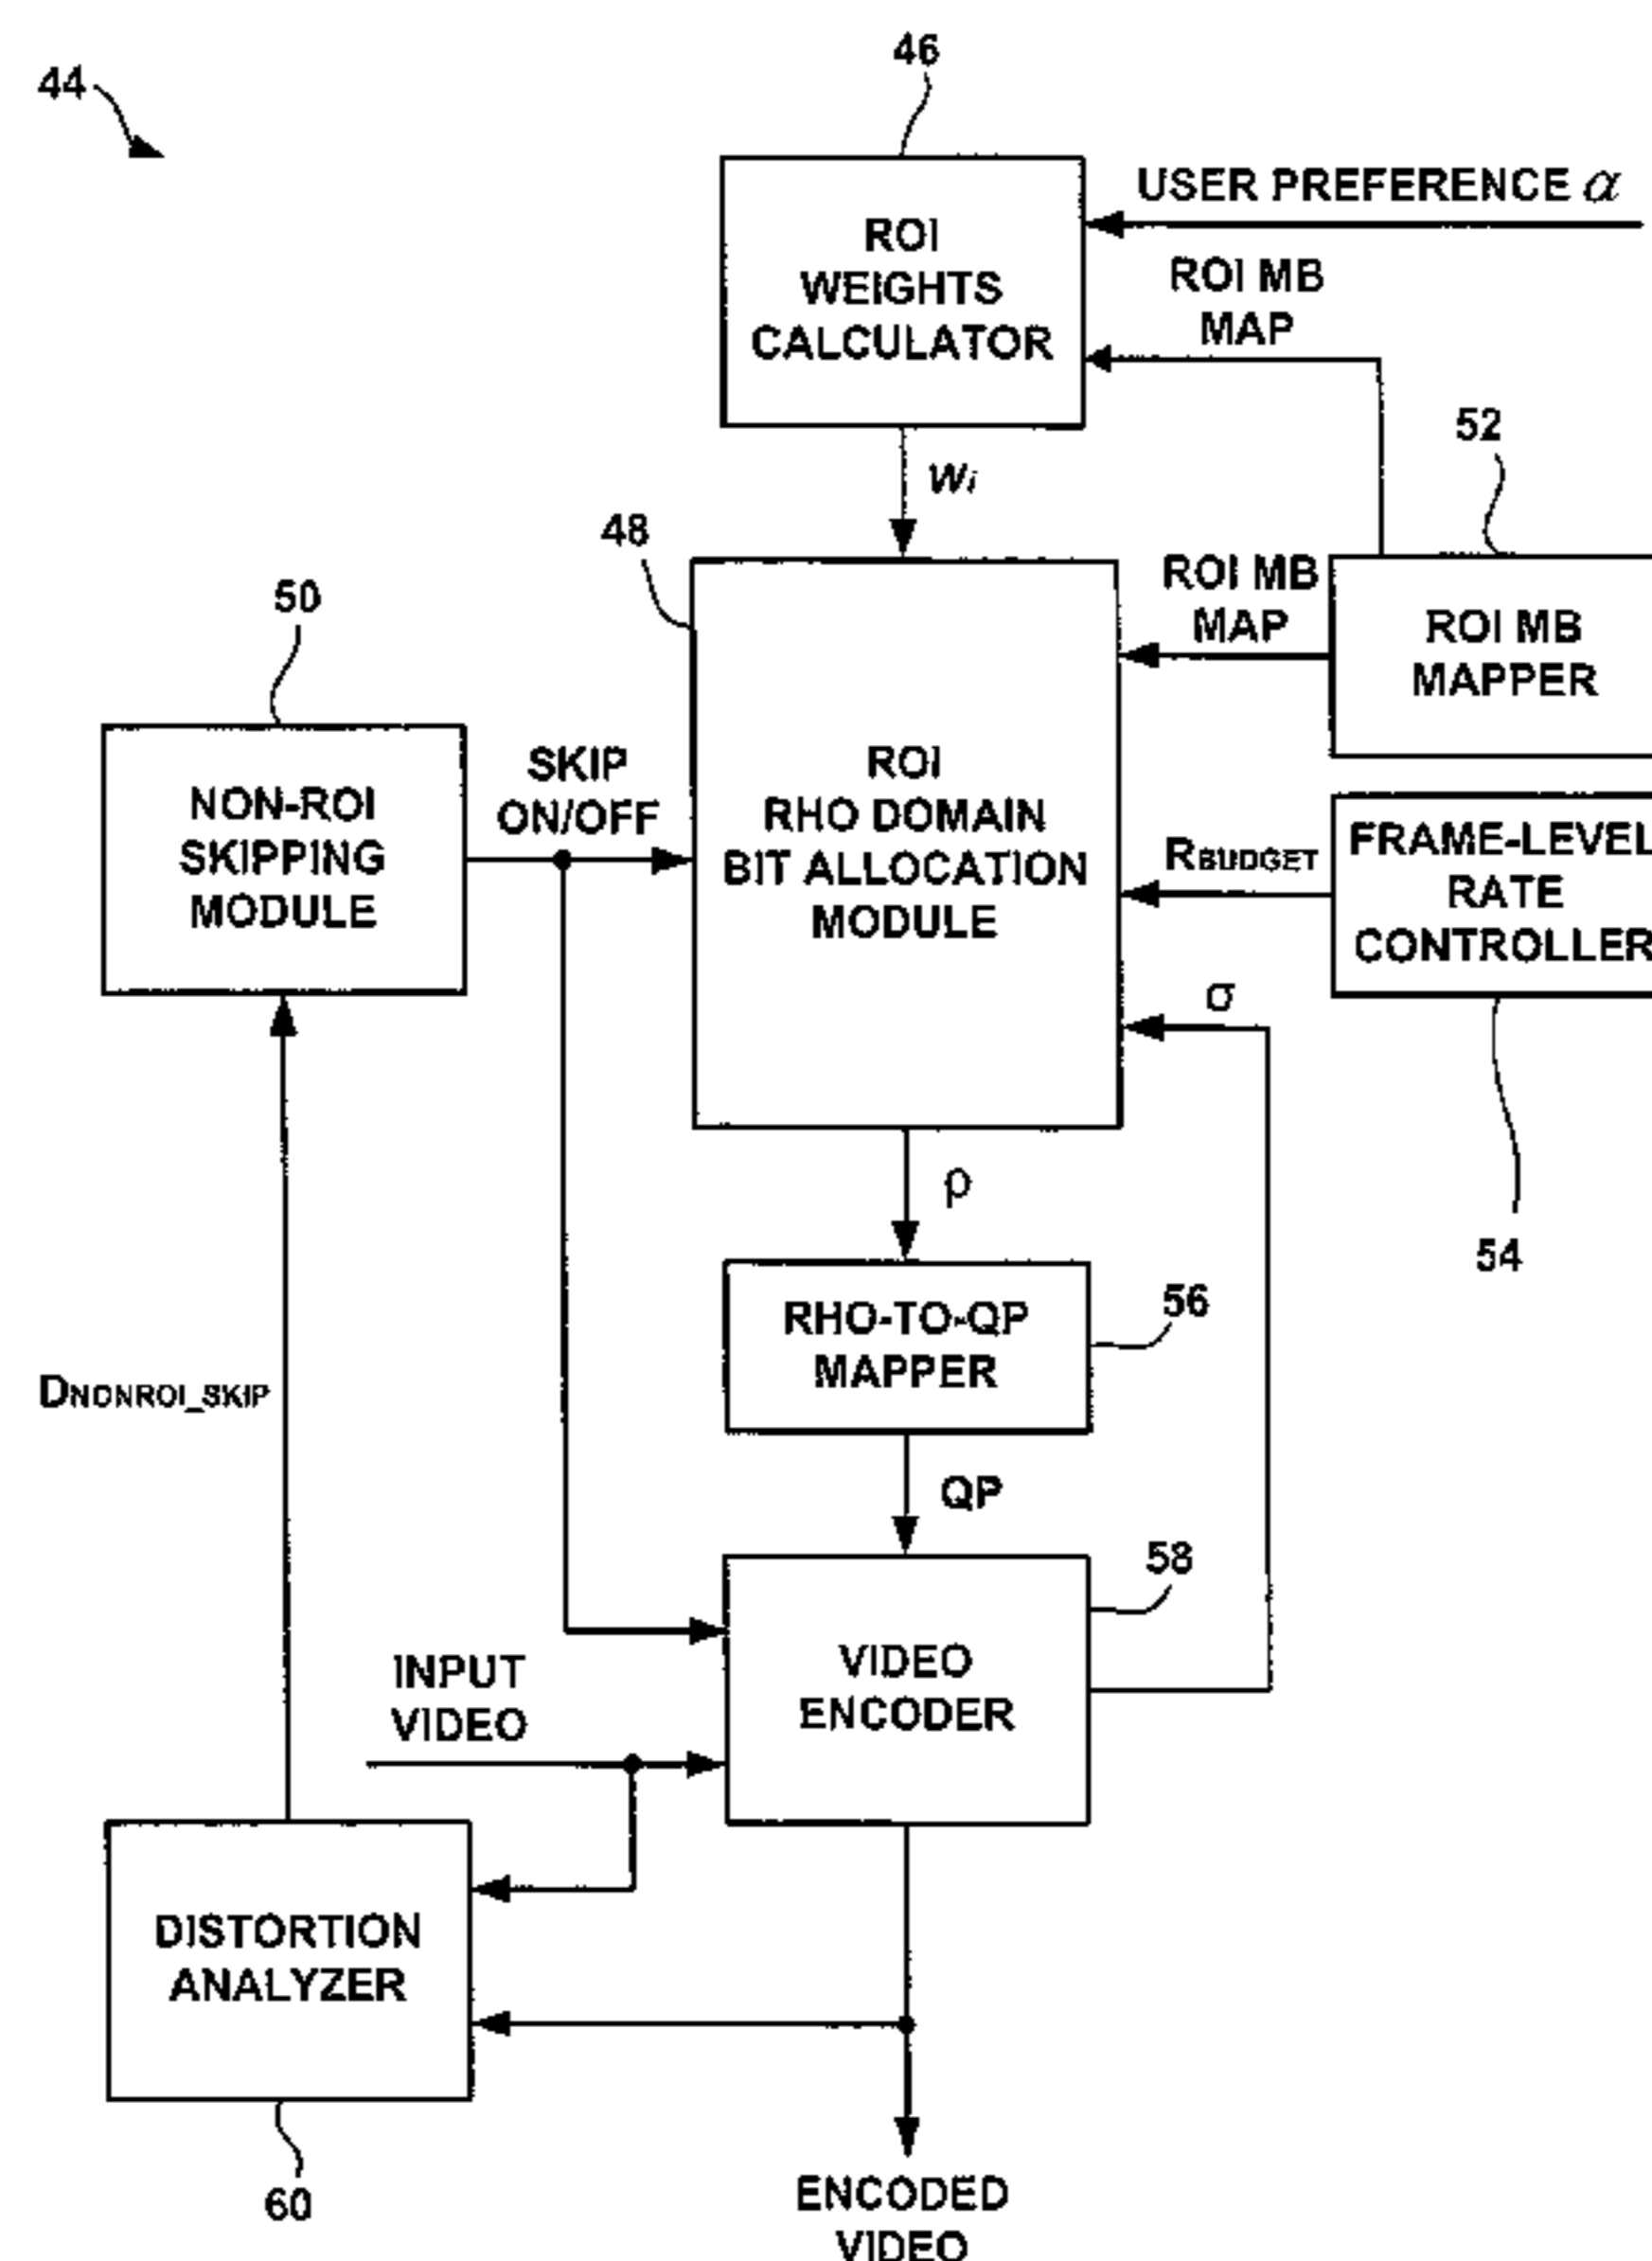 46
44
USER PREFERENCE α
ROI
WEIGHTS
CALCULATOR
ROI MB
MAP
52
Wi
48
ROI MB
MAP
ROI MB
MAPPER
50
SKIP
ON/OFF
NON-ROI
SKIPPING
MODULE
ROI
RHO DOMAIN
BIT ALLOCATION
MODULE
RBUDGET
FRAME-LEVEL
RATE
CONTROLLER
σ
ρ
54
56
RHO-TO-QP
MAPPER
DNONROI_SKIP
QP
58
VIDEO
ENCODER
INPUT
VIDEO
DISTORTION
ANALYZER
60
ENCODED
VIDEO